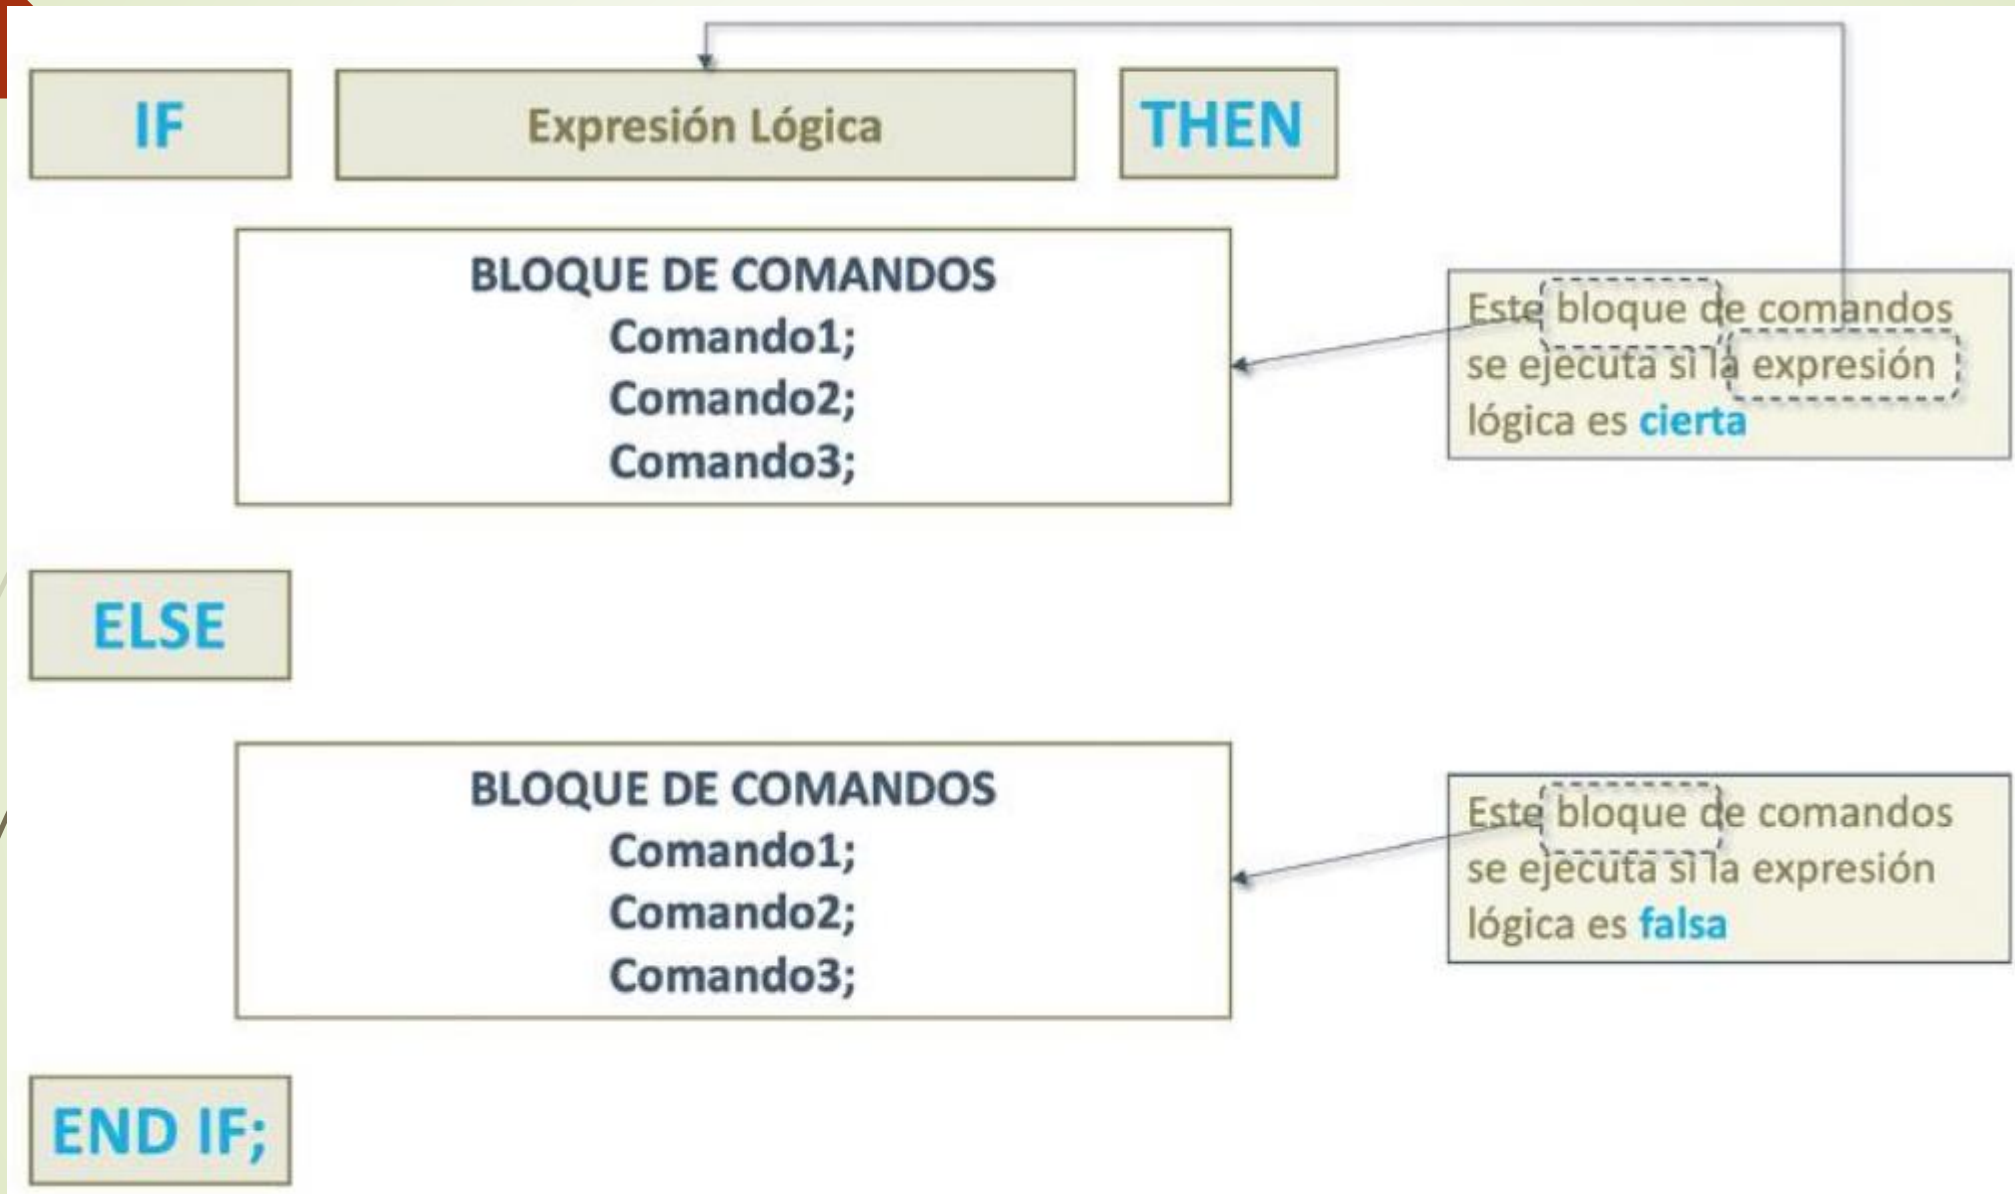 IF Expresión Lógica THEN
BLOQUE DE COMANDOS
Comando1;
Comando2;
Comando3;
Este bloque de comandos
se ejecuta si la expresión
lógica es cierta
ELSE
BLOQUE DE COMANDOS
Comando1;
Comando2;
Comando3;
Este bloque de comandos
se ejecuta si la expresión
lógica es falsa
END IF;